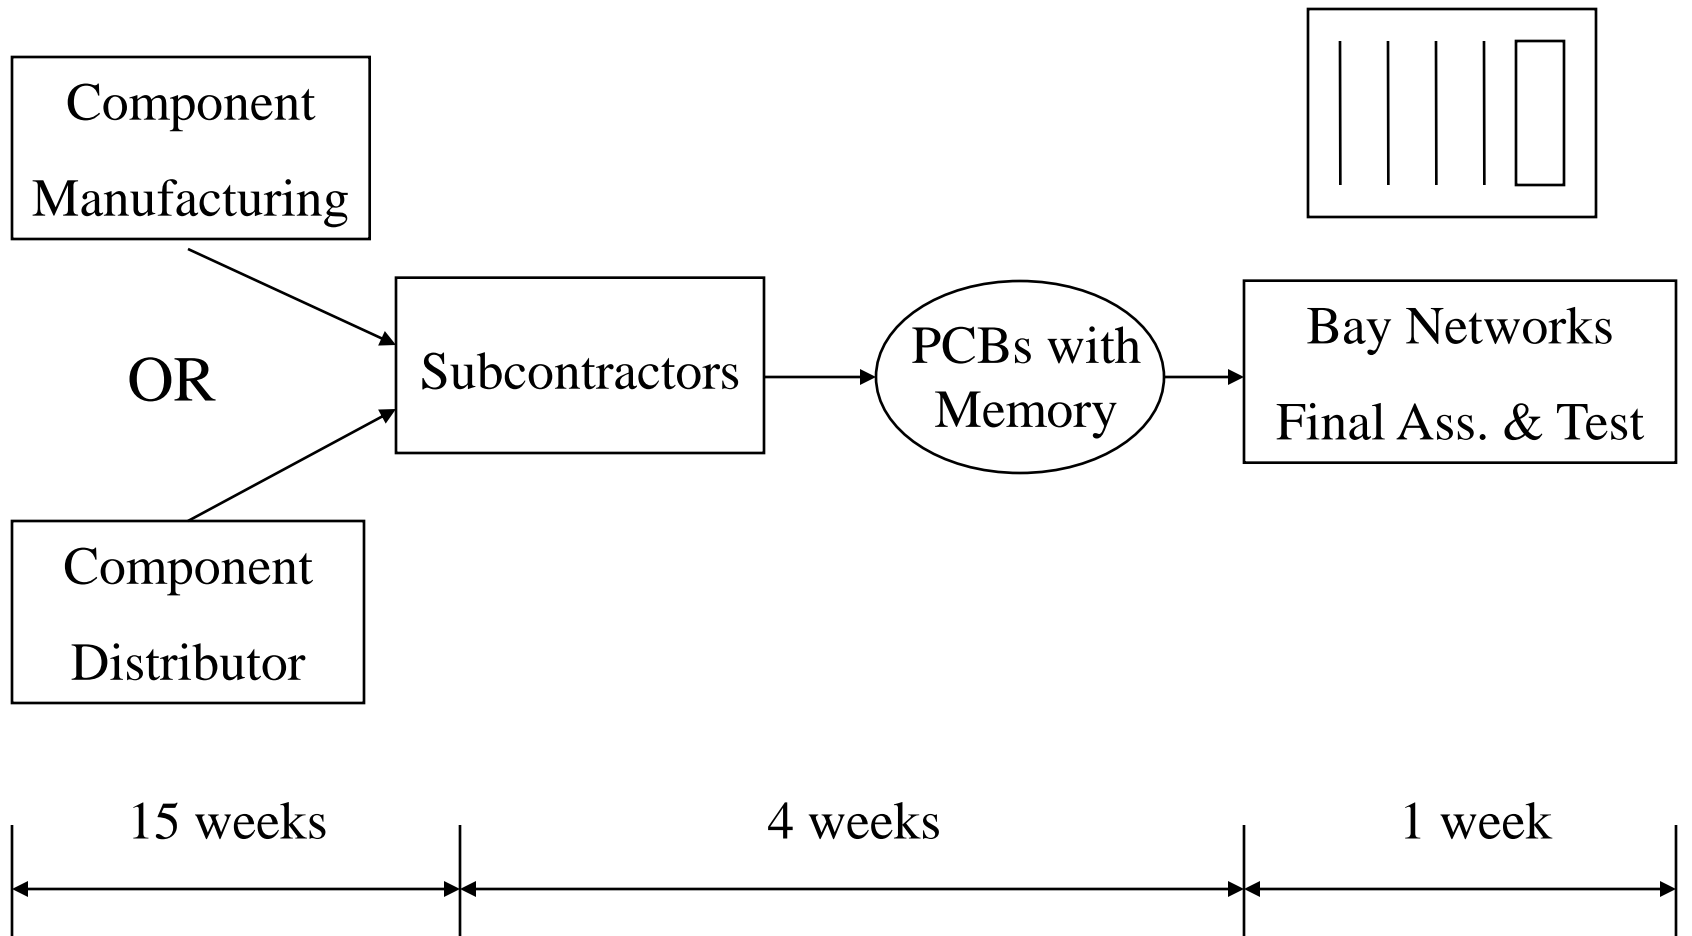 Component
Manufacturing
OR
Subcontractors
PCBs with
Memory
Bay Networks
Final Ass. & Test
Component
Distributor
15 weeks
4 weeks
1 week